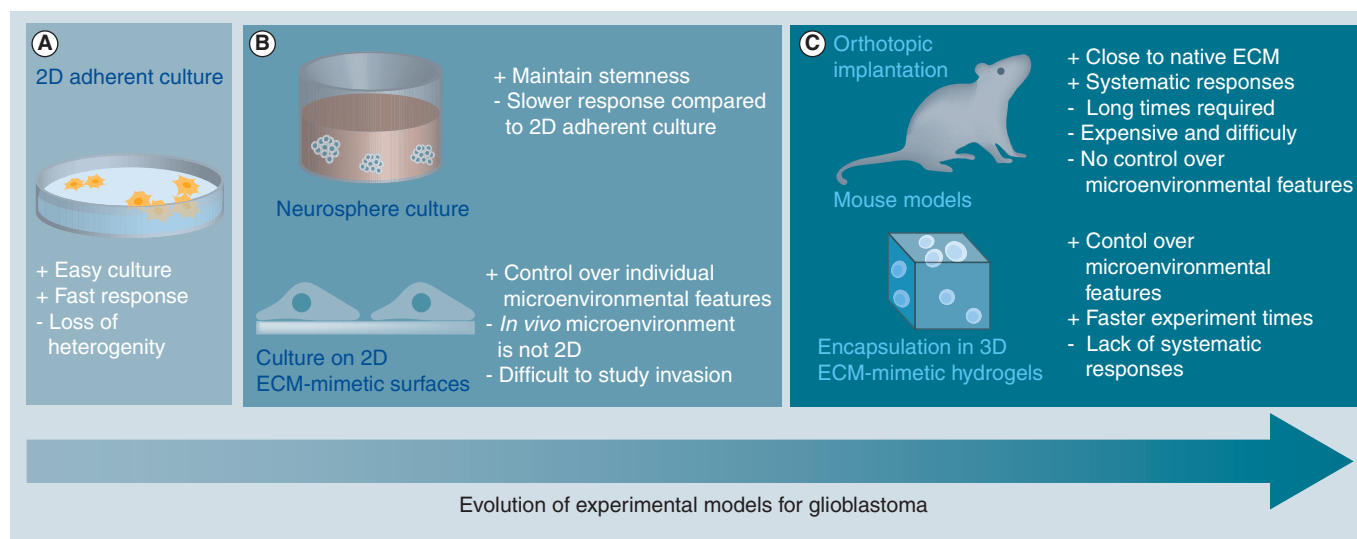 A
2D adherent culture
+ Easy culture
+ Fast response
- Loss of
heterogenity
B
+ Maintain stemness
- Slower response compared
to 2D adherent culture
Neurosphere culture
+ Control over individual
microenvironmental features
- In vivo microenvironment
is not 2D
- Difficult to study invasion
Culture on 2D
ECM-mimetic surfaces
C
Orthotopic
implantation
+ Close to native ECM
+ Systematic responses
- Long times required
- Expensive and difficuly
- No control over
microenvironmental features
Mouse models
+ Contol over
microenvironmental
features
+ Faster experiment times
- Lack of systematic
responses
Encapsulation in 3D
ECM-mimetic hydrogels
Evolution of experimental models for glioblastoma